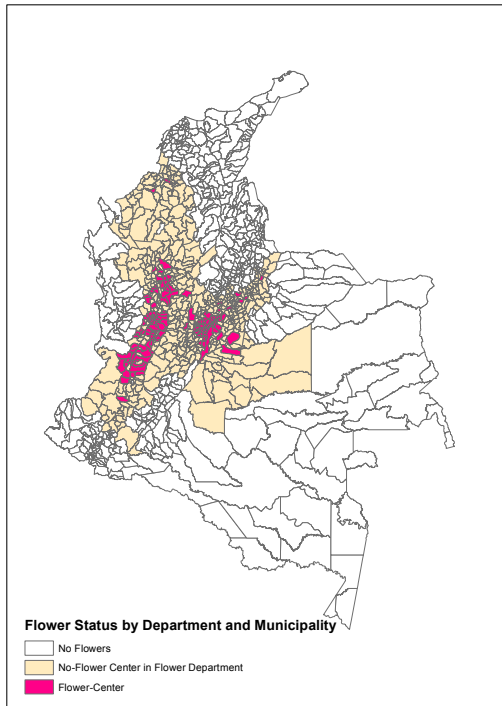 Flower Status by Department and Municipality
No Flowers
No-Flower Center in Flower Department
Flower-Center